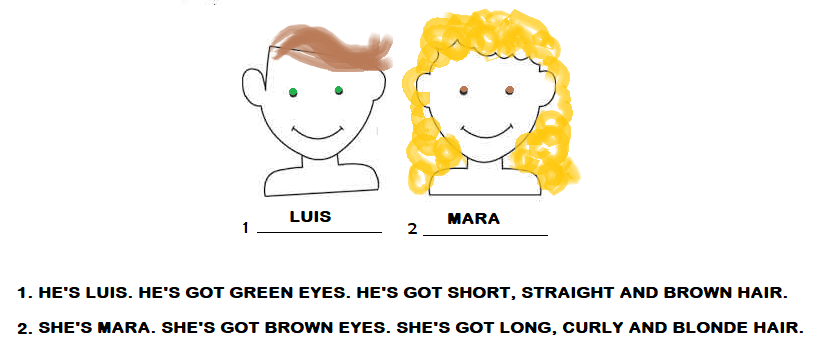 1 LUIS
2 MARA
1. HE'S LUIS. HE'S GOT GREEN EYES. HE'S GOT SHORT, STRAIGHT AND BROWN HAIR.
2. SHE'S MARA. SHE'S GOT BROWN EYES. SHE'S GOT LONG, CURLY AND BLONDE HAIR.